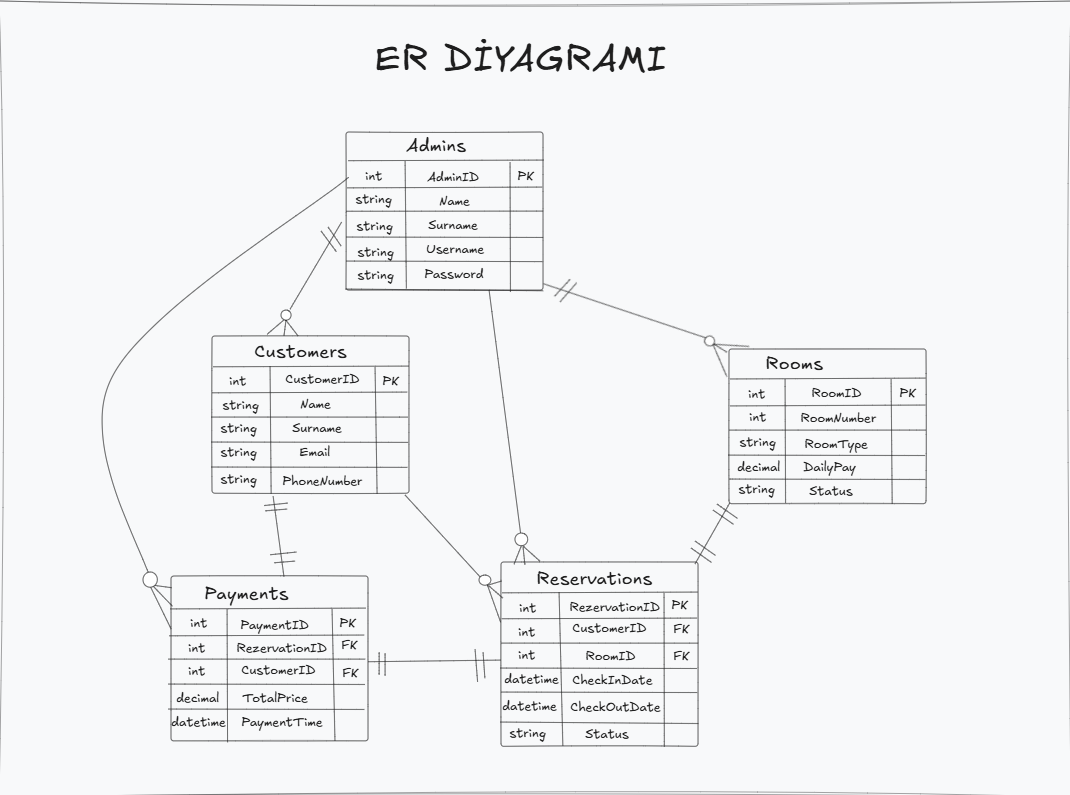 ER DİYAGRAMI
Admins
int AdminID PK
string Name
string Surname
string Username
string Password
Customers
int CustomerID PK
string Name
string Surname
string Email
string PhoneNumber
Rooms
int RoomID PK
int RoomNumber
string RoomType
decimal DailyPay
string Status
Payments
int PaymentID PK
int RezervationID FK
int CustomerID FK
decimal TotalPrice
datetime PaymentTime
Reservations
int RezervationID PK
int CustomerID FK
int RoomID FK
datetime CheckInDate
datetime CheckOutDate
string Status